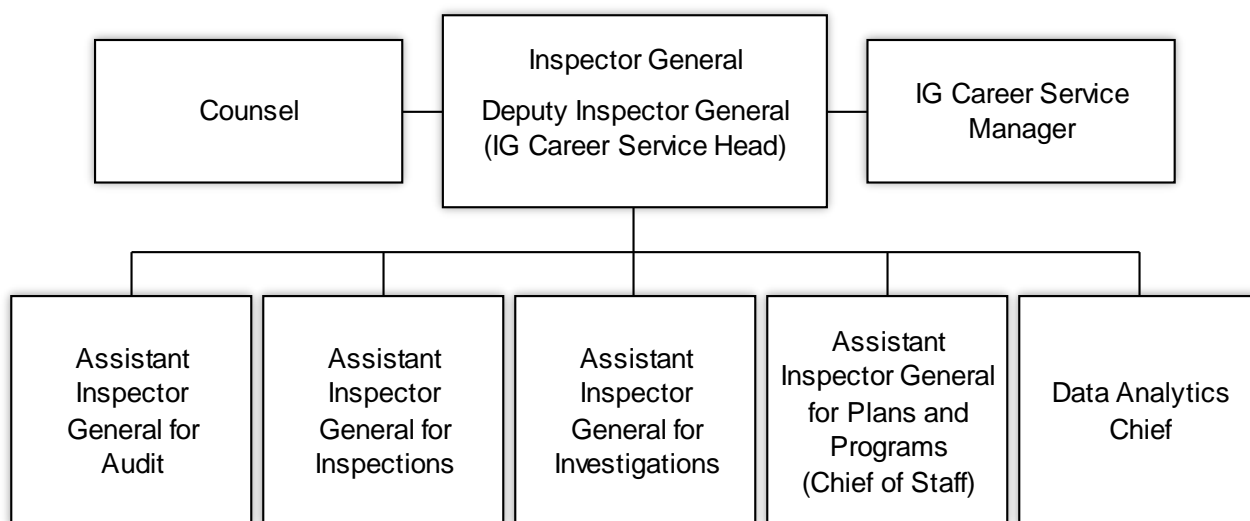 Counsel
Inspector General
Deputy Inspector General
(IG Career Service Head)
IG Career Service
Manager
Assistant
Inspector
General for
Audit
Assistant
Inspector
General for
Inspections
Assistant
Inspector
General for
Investigations
Assistant
Inspector General
for Plans and
Programs
(Chief of Staff)
Data Analytics
Chief